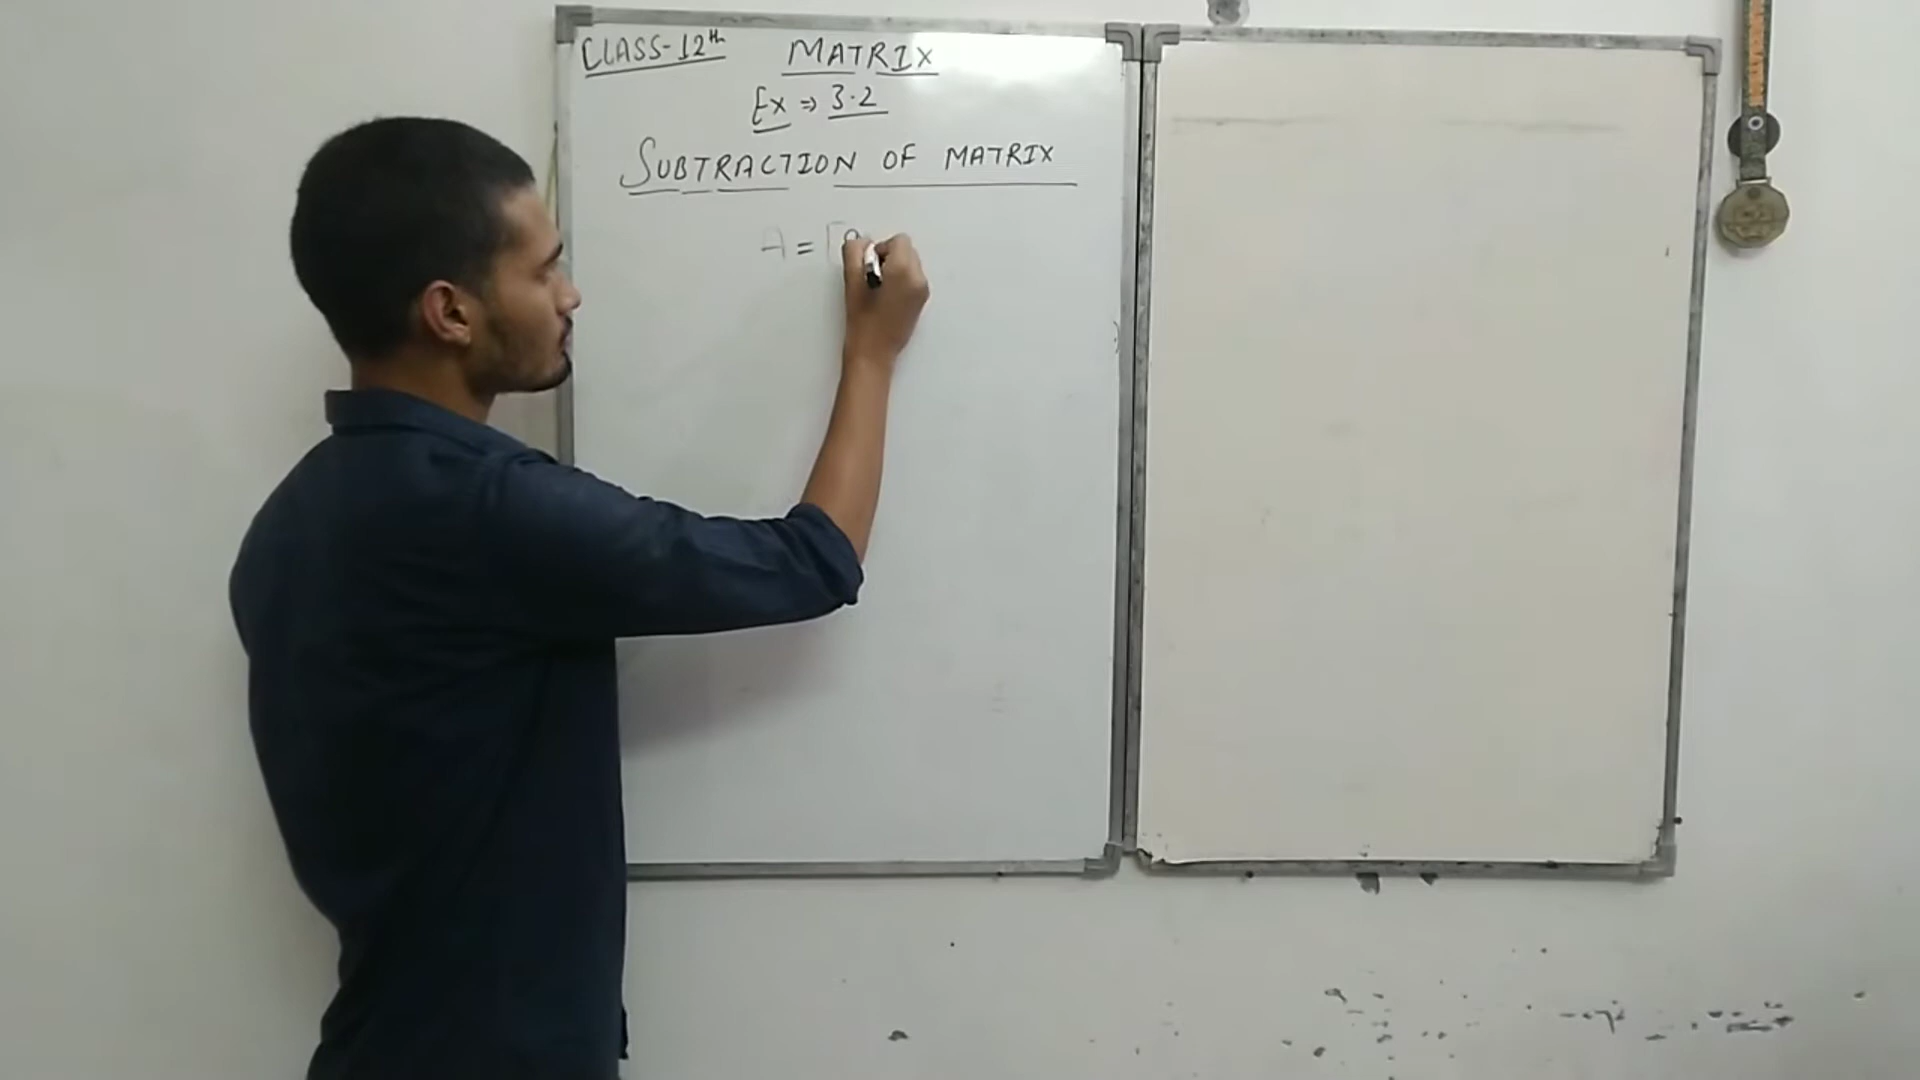 CLASS-12th MATRIX
Ex ⇒ 3.2
SUBTRACTION OF MATRIX
A = [